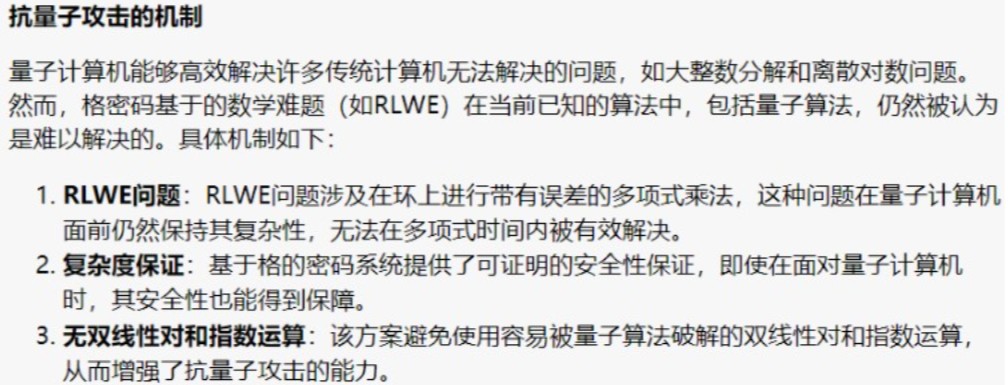 抗量子攻击的机制
量子计算机能够高效解决许多传统计算机无法解决的问题，如大整数分解和离散对数问题。
然而，格密码基于的数学难题（如RLWE）在当前已知的算法中，包括量子算法，仍然被认为
是难以解决的。具体机制如下：
1. RLWE问题：RLWE问题涉及在环上进行带有误差的多项式乘法，这种问题在量子计算机
面前仍然保持其复杂性，无法在多项式时间内被有效解决。
2. 复杂度保证：基于格的密码系统提供了可证明的安全性保证，即使在面对量子计算机
时，其安全性也能得到保障。
3. 无双线性对和指数运算：该方案避免使用容易被量子算法破解的双线性对和指数运算，
从而增强了抗量子攻击的能力。